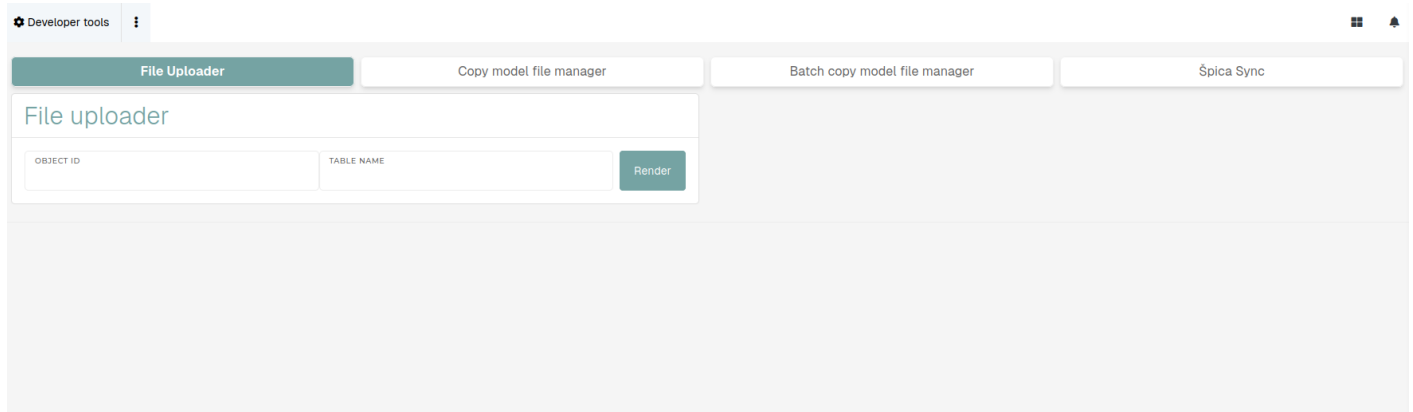 Developer tools
File Uploader
Copy model file manager
Batch copy model file manager
Špica Sync
File uploader
OBJECT ID
TABLE NAME
Render